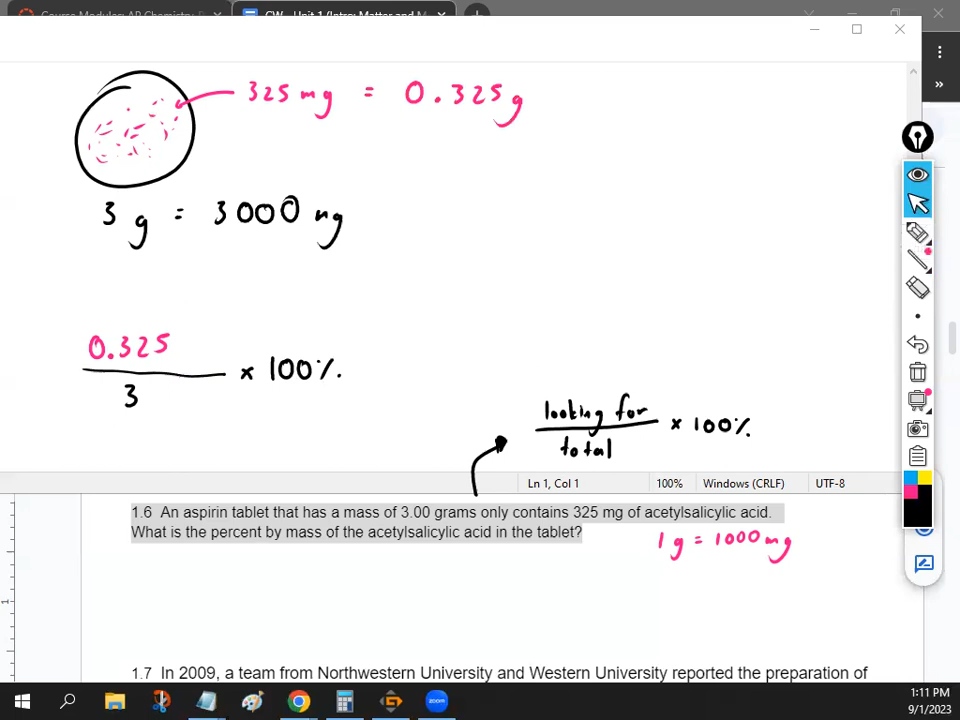 325 mg = 0.325g
3 g = 3000 mg
0.325
3
x 100%
looking for
total
x 100%
Ln 1, Col 1
100%
Windows (CRLF)
UTF-8
1.6 An aspirin tablet that has a mass of 3.00 grams only contains 325 mg of acetylsalicylic acid.
What is the percent by mass of the acetylsalicylic acid in the tablet?
1 g = 1000 mg
1
1.7 In 2009, a team from Northwestern University and Western University reported the preparation of
zoom
1:11 PM
9/1/2023